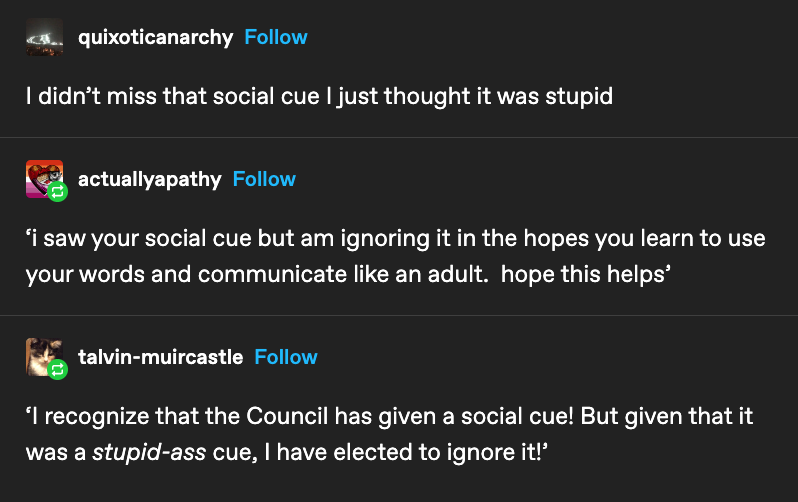 quixoticanarchy Follow
I didn’t miss that social cue I just thought it was stupid
actuallyapathy Follow
‘i saw your social cue but am ignoring it in the hopes you learn to use
your words and communicate like an adult.  hope this helps’
talvin-muircastle Follow
‘I recognize that the Council has given a social cue! But given that it
was a stupid-ass cue, I have elected to ignore it!’